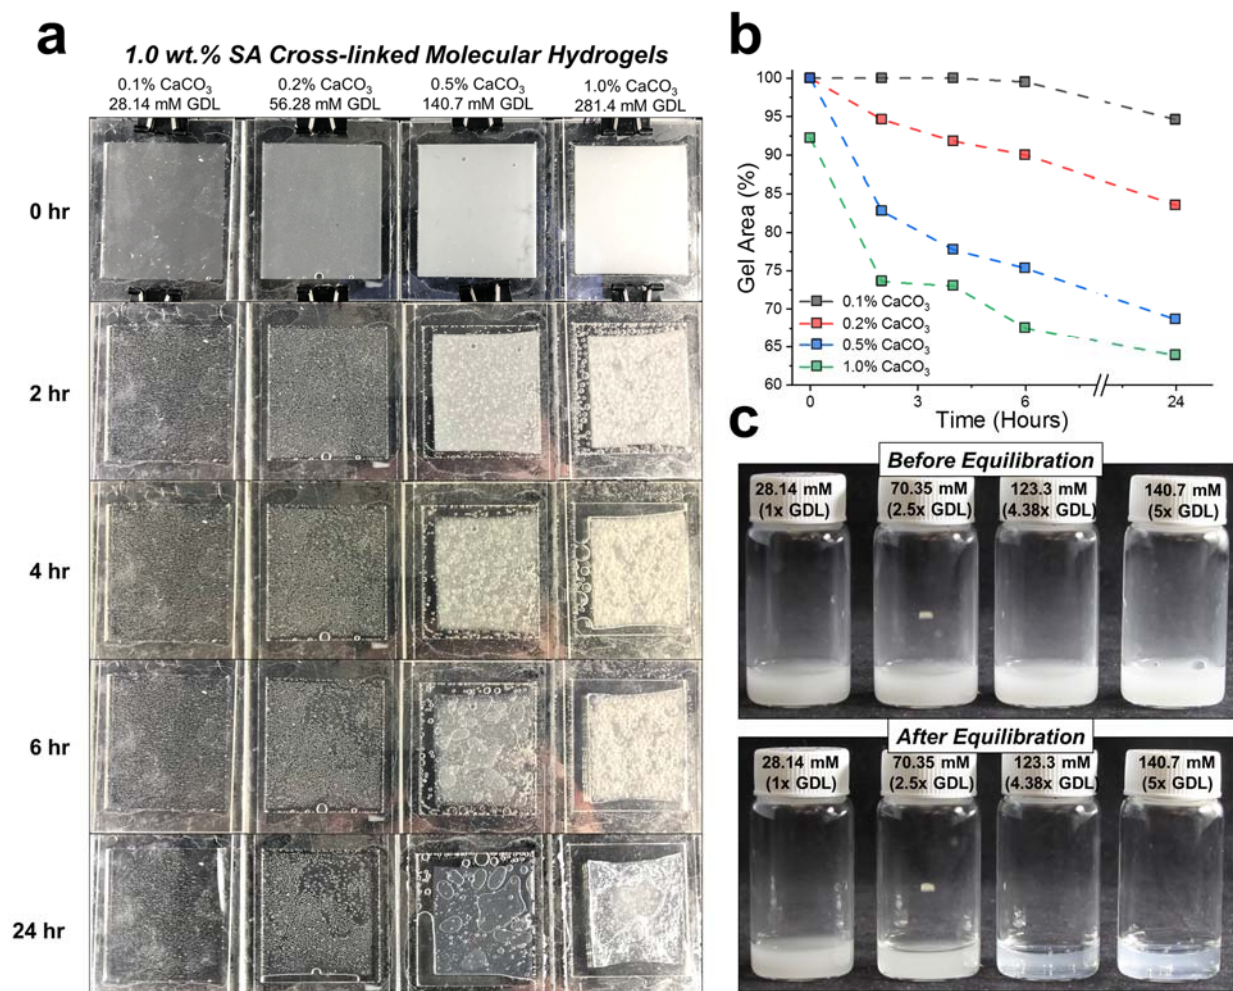 a
1.0 wt.% SA Cross-linked Molecular Hydrogels
0.1% CaCO₃ 0.2% CaCO₃ 0.5% CaCO₃ 1.0% CaCO₃
28.14 mM GDL 56.28 mM GDL 140.7 mM GDL 281.4 mM GDL
0 hr
2 hr
4 hr
6 hr
24 hr
b
Gel Area (%)
100
95
90
85
80
75
70
65
60
0.1% CaCO₃
0.2% CaCO₃
0.5% CaCO₃
1.0% CaCO₃
0 3 6 24
Time (Hours)
c
Before Equilibration
28.14 mM 70.35 mM 123.3 mM 140.7 mM
(1x GDL) (2.5x GDL) (4.38x GDL) (5x GDL)
After Equilibration
28.14 mM 70.35 mM 123.3 mM 140.7 mM
(1x GDL) (2.5x GDL) (4.38x GDL) (5x GDL)